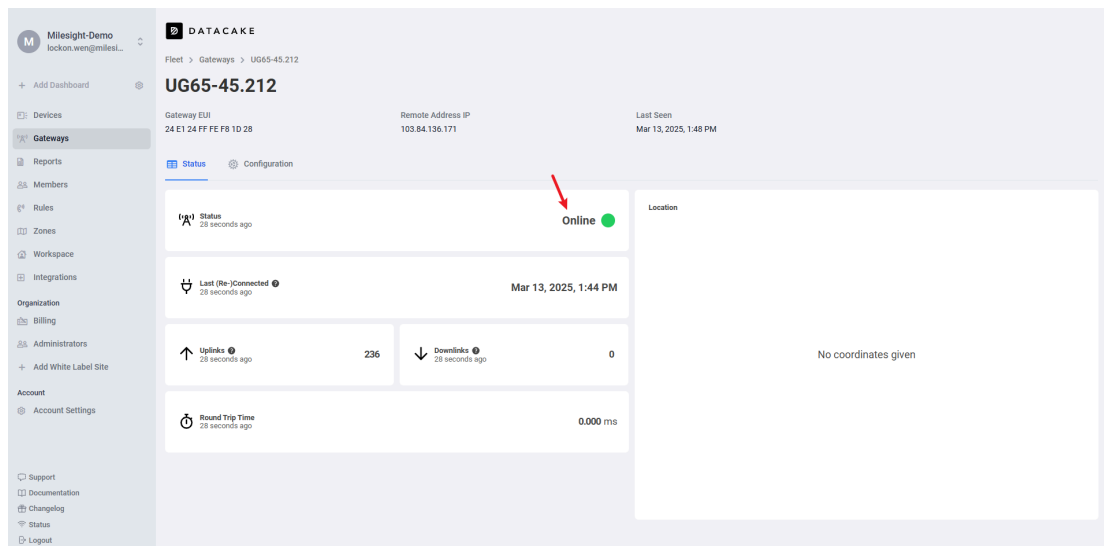 M
Milesight-Demo
lockon.wen@milesi...
+ Add Dashboard
Devices
Gateways
Reports
Members
Rules
Zones
Workspace
Integrations
Organization
Billing
Administrators
+ Add White Label Site
Account
Account Settings
Support
Documentation
Changelog
Status
Logout
DATACAKE
Fleet > Gateways > UG65-45.212
UG65-45.212
Gateway EUI
24 E1 24 FF FE F8 1D 28
Remote Address IP
103.84.136.171
Last Seen
Mar 13, 2025, 1:48 PM
Status
Configuration
Status
28 seconds ago
Online
Last (Re-)Connected
28 seconds ago
Mar 13, 2025, 1:44 PM
Uplinks
28 seconds ago
236
Downlinks
28 seconds ago
0
Round Trip Time
28 seconds ago
0.000 ms
Location
No coordinates given